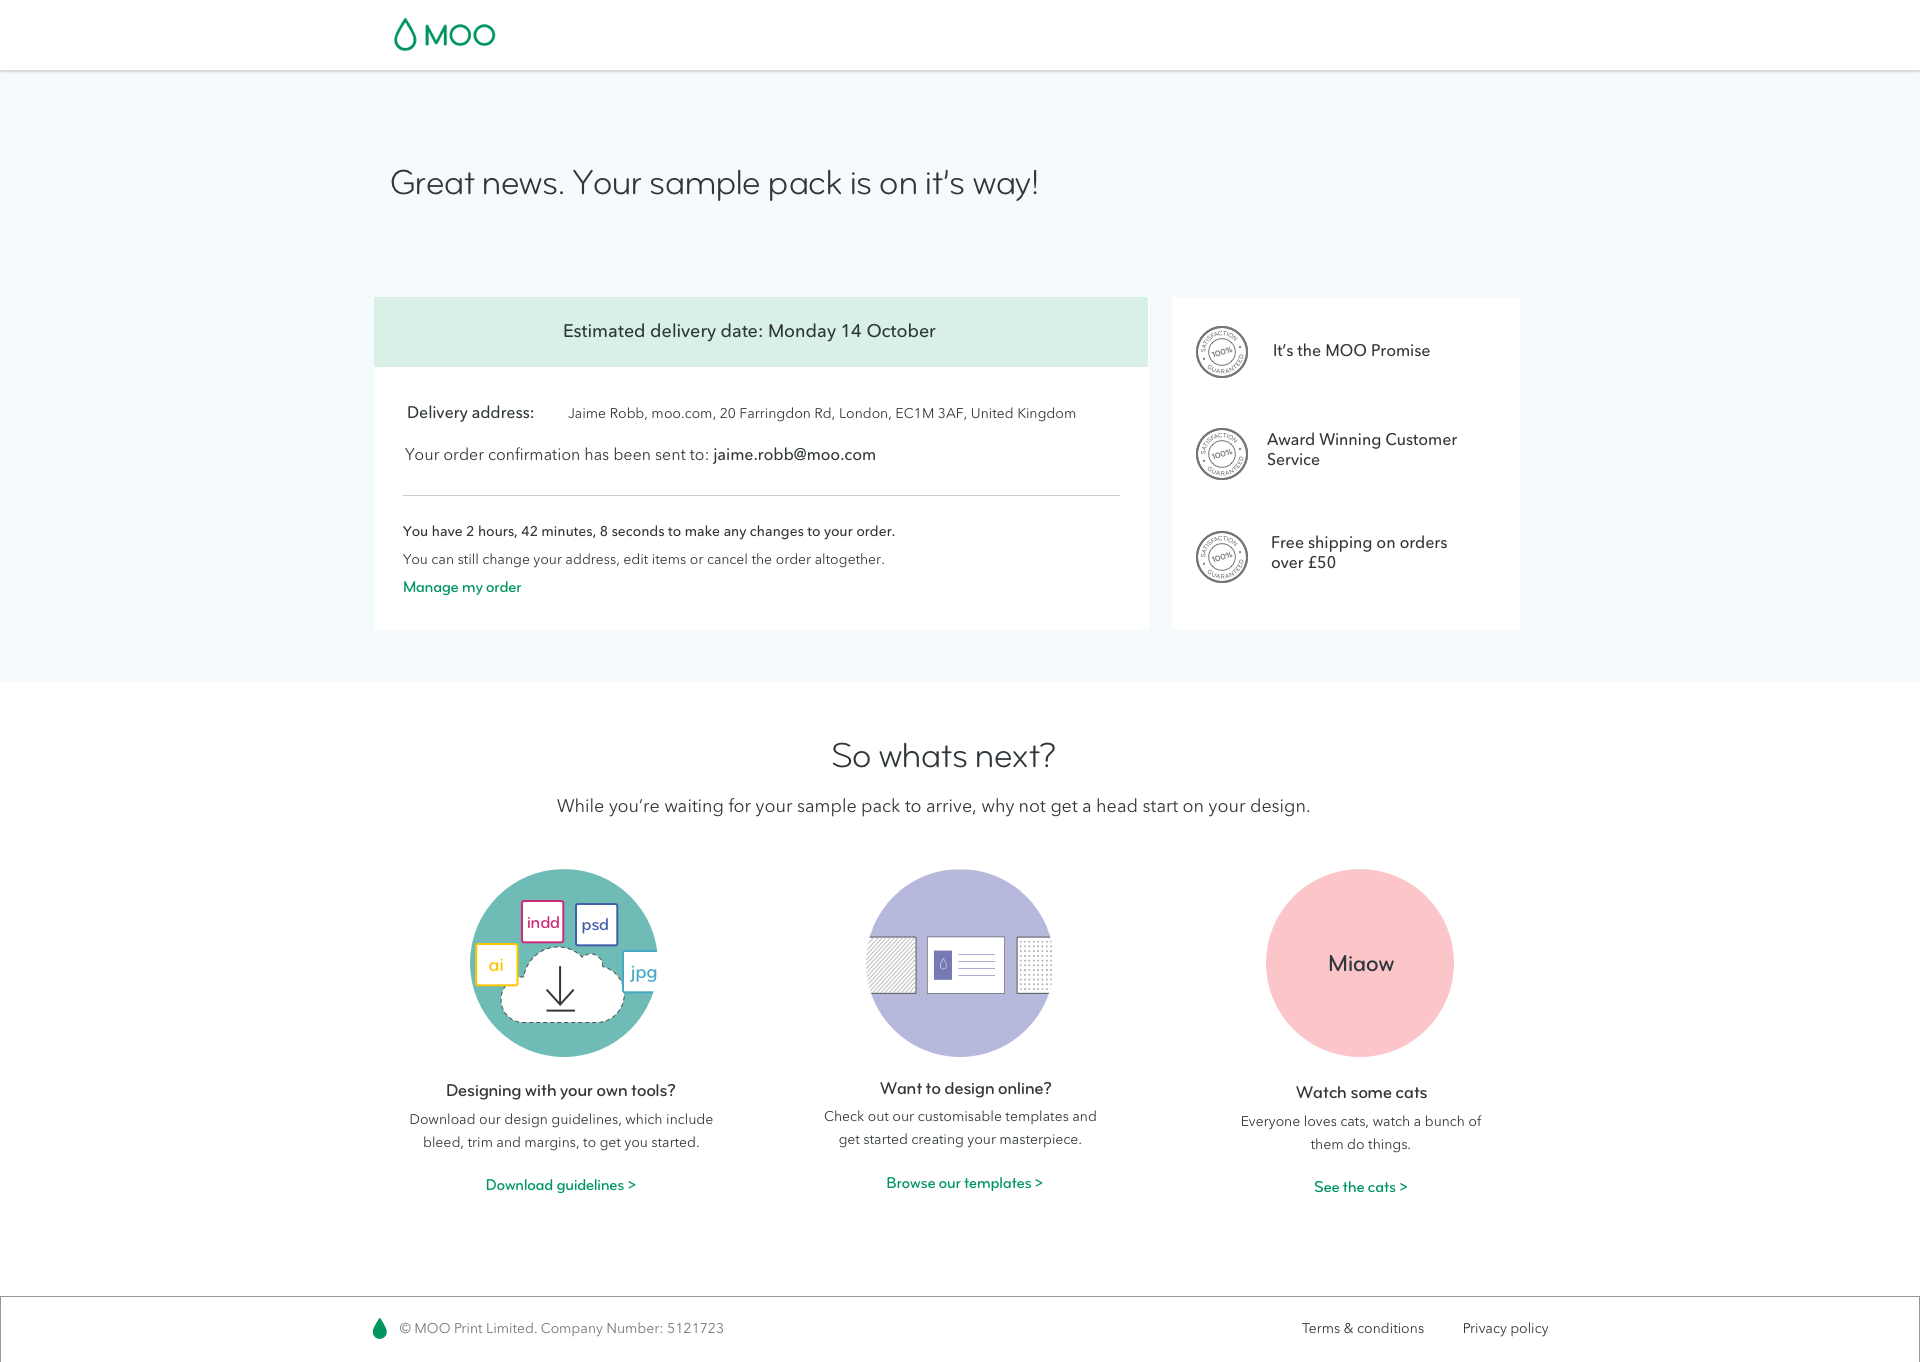 MOO
Great news. Your sample pack is on it's way!
Estimated delivery date: Monday 14 October
Delivery address: Jaime Robb, moo.com, 20 Farringdon Rd, London, EC1M 3AF, United Kingdom
Your order confirmation has been sent to: jaime.robb@moo.com
You have 2 hours, 42 minutes, 8 seconds to make any changes to your order.
You can still change your address, edit items or cancel the order altogether.
Manage my order
SATISFACTION
100%
GUARANTEED
It's the MOO Promise
SATISFACTION
100%
GUARANTEED
Award Winning Customer
Service
SATISFACTION
100%
GUARANTEED
Free shipping on orders
over £50
So whats next?
While you're waiting for your sample pack to arrive, why not get a head start on your design.
indd
psd
ai
jpg
Designing with your own tools?
Download our design guidelines, which include
bleed, trim and margins, to get you started.
Download guidelines >
Want to design online?
Check out our customisable templates and
get started creating your masterpiece.
Browse our templates >
Miaow
Watch some cats
Everyone loves cats, watch a bunch of
them do things.
See the cats >
© MOO Print Limited. Company Number: 5121723
Terms & conditions
Privacy policy